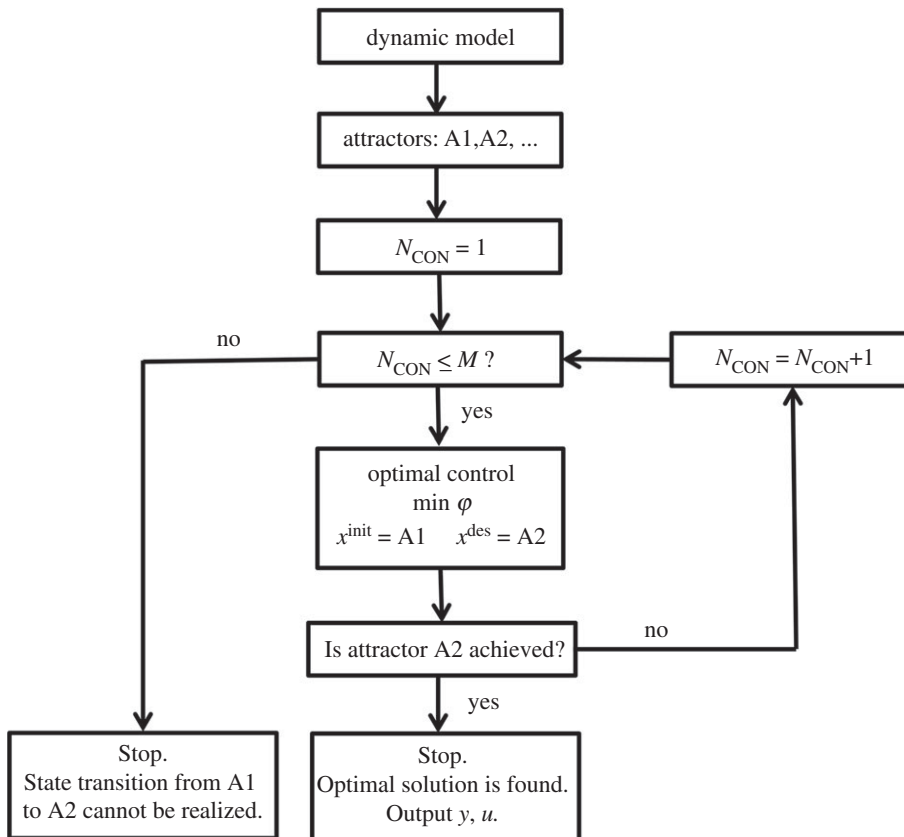 dynamic model
attractors: A1,A2, ...
N_CON = 1
no
N_CON ≤ M ?
N_CON = N_CON+1
yes
optimal control
min φ
x^init = A1 x^des = A2
Is attractor A2 achieved?
no
yes
Stop.
State transition from A1
to A2 cannot be realized.
Stop.
Optimal solution is found.
Output y, u.